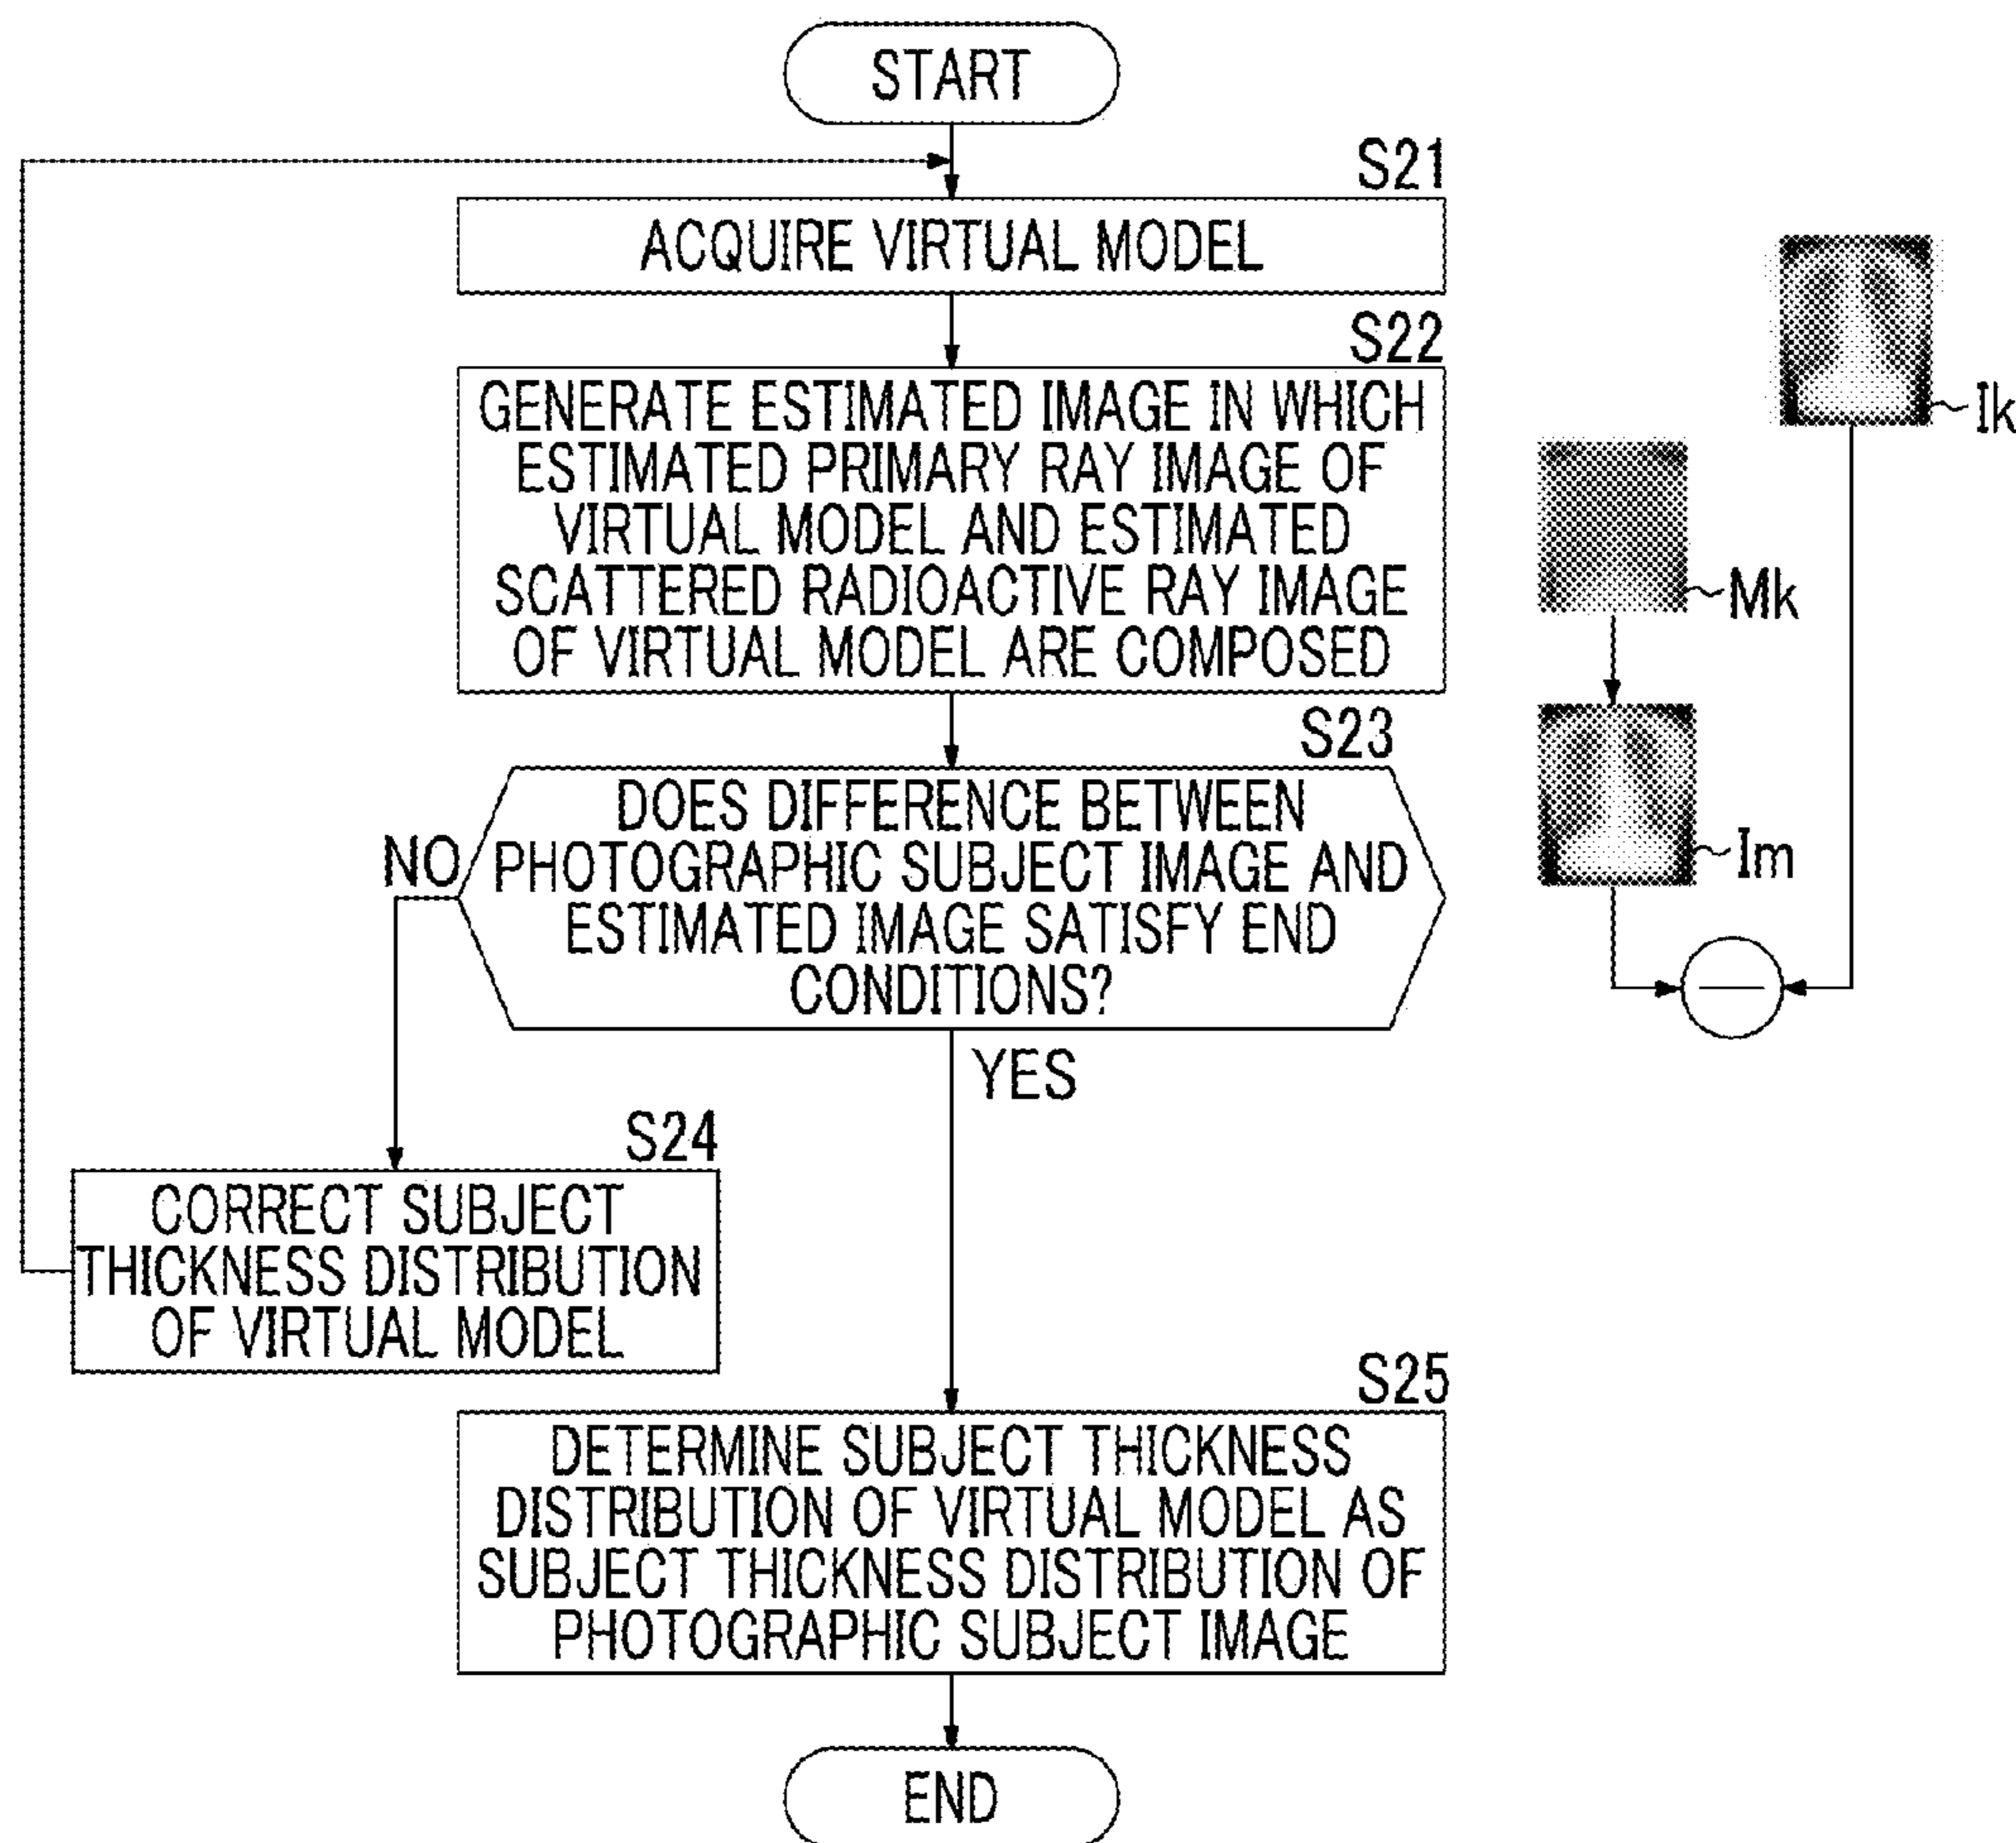 START
S21
ACQUIRE VIRTUAL MODEL
S22
GENERATE ESTIMATED IMAGE IN WHICH
ESTIMATED PRIMARY RAY IMAGE OF
VIRTUAL MODEL AND ESTIMATED
SCATTERED RADIOACTIVE RAY IMAGE
OF VIRTUAL MODEL ARE COMPOSED
S23
DOES DIFFERENCE BETWEEN
PHOTOGRAPHIC SUBJECT IMAGE AND
ESTIMATED IMAGE SATISFY END
CONDITIONS?
NO
YES
S24
CORRECT SUBJECT
THICKNESS DISTRIBUTION
OF VIRTUAL MODEL
S25
DETERMINE SUBJECT THICKNESS
DISTRIBUTION OF VIRTUAL MODEL AS
SUBJECT THICKNESS DISTRIBUTION OF
PHOTOGRAPHIC SUBJECT IMAGE
END
Ik
Mk
Im